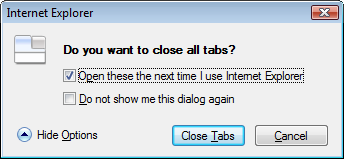 Internet Explorer
Do you want to close all tabs?
Open these the next time I use Internet Explorer
Do not show me this dialog again
Hide Options
Close Tabs
Cancel